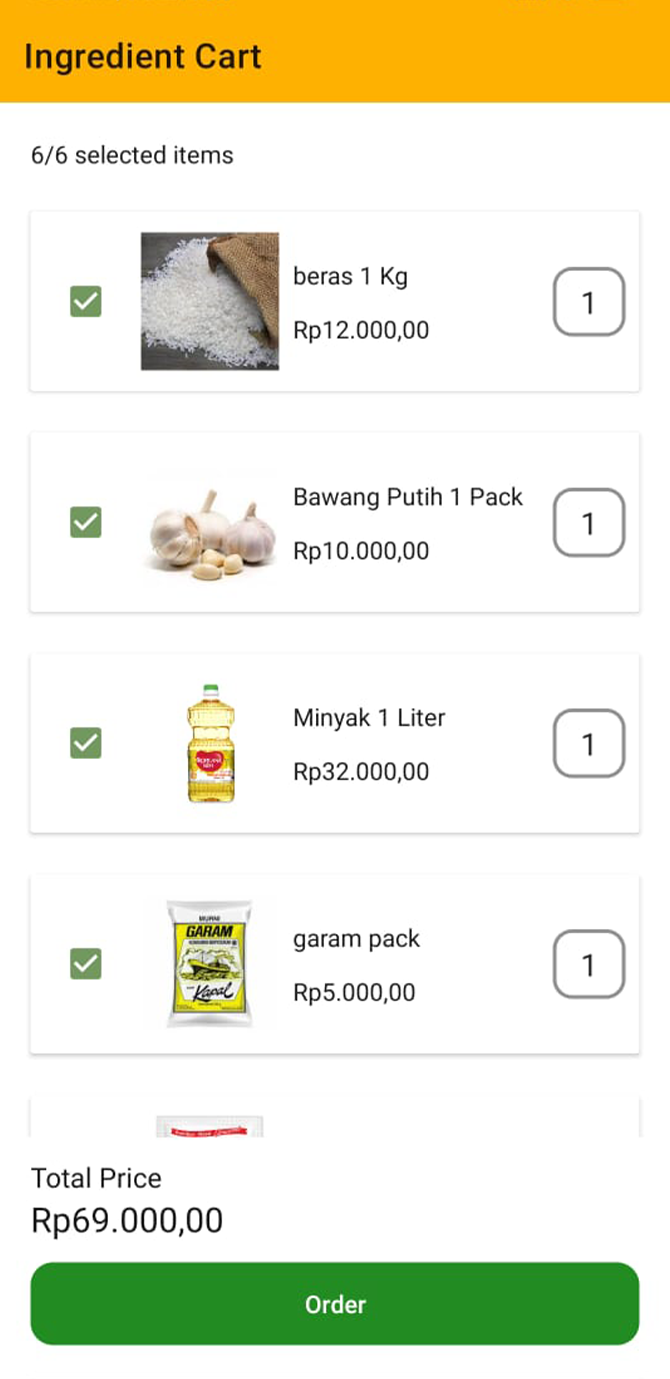 Ingredient Cart
6/6 selected items
beras 1 Kg
Rp12.000,00
1
Bawang Putih 1 Pack
Rp10.000,00
1
Minyak 1 Liter
Rp32.000,00
1
GARAM
Kapal
garam pack
Rp5.000,00
1
Total Price
Rp69.000,00
Order